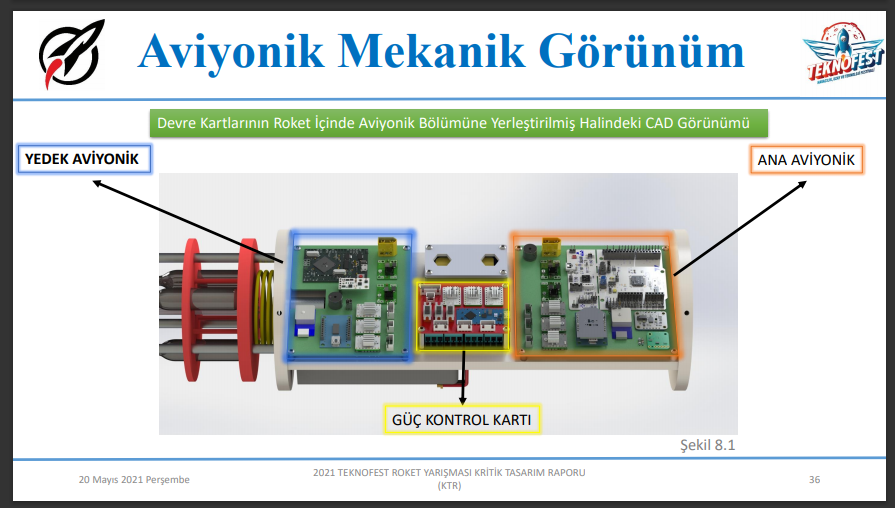 Aviyonik Mekanik Görünüm
TEKNOFEST
Devre Kartlarının Roket İçinde Aviyonik Bölümüne Yerleştirilmiş Halindeki CAD Görünümü
YEDEK AVİYONİK
ANA AVİYONİK
GÜÇ KONTROL KARTI
Şekil 8.1
20 Mayıs 2021 Perşembe
2021 TEKNOFEST ROKET YARIŞMASI KRİTİK TASARIM RAPORU
(KTR)
36